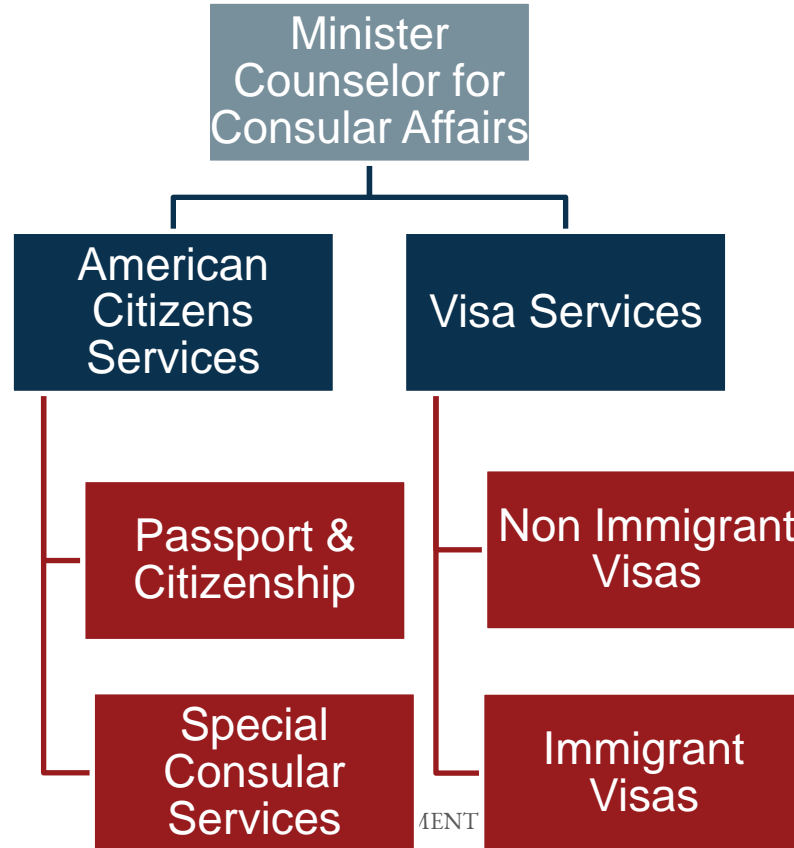 Minister
Counselor for
Consular Affairs
American
Citizens
Services
Visa Services
Passport &
Citizenship
Non Immigrant
Visas
Special
Consular
Services
Immigrant
Visas